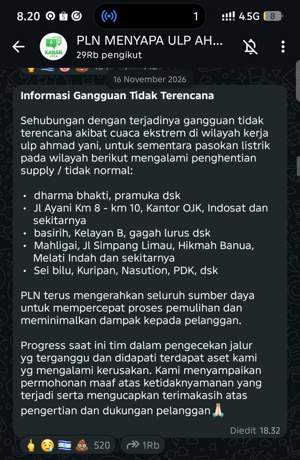 8.20
1
4.5G
8
PLN MENYAPA ULP AH...
29Rb pengikut
16 November 2026
Informasi Gangguan Tidak Terencana
Sehubungan dengan terjadinya gangguan tidak
terencana akibat cuaca ekstrem di wilayah kerja
ulp ahmad yani, untuk sementara pasokan listrik
pada wilayah berikut mengalami penghentian
supply / tidak normal:
• dharma bhakti, pramuka dsk
• Jl Ayani Km 8 - km 10, Kantor OJK, Indosat dan
sekitarnya
• basirih, Kelayan B, gagah lurus dsk
• Mahligai, Jl Simpang Limau, Hikmah Banua,
Melati Indah dan sekitarnya
• Sei bilu, Kuripan, Nasution, PDK, dsk
PLN terus mengerahkan seluruh sumber daya
untuk mempercepat proses pemulihan dan
meminimalkan dampak kepada pelanggan.
Progress saat ini tim dalam pengecekan jalur
yg terganggu dan didapati terdapat aset kami
yg mengalami kerusakan. Kami menyampaikan
permohonan maaf atas ketidaknyamanan yang
terjadi serta mengucapkan terimakasih atas
pengertian dan dukungan pelanggan🙏🏻
Diedit 18.32
520
1Rb